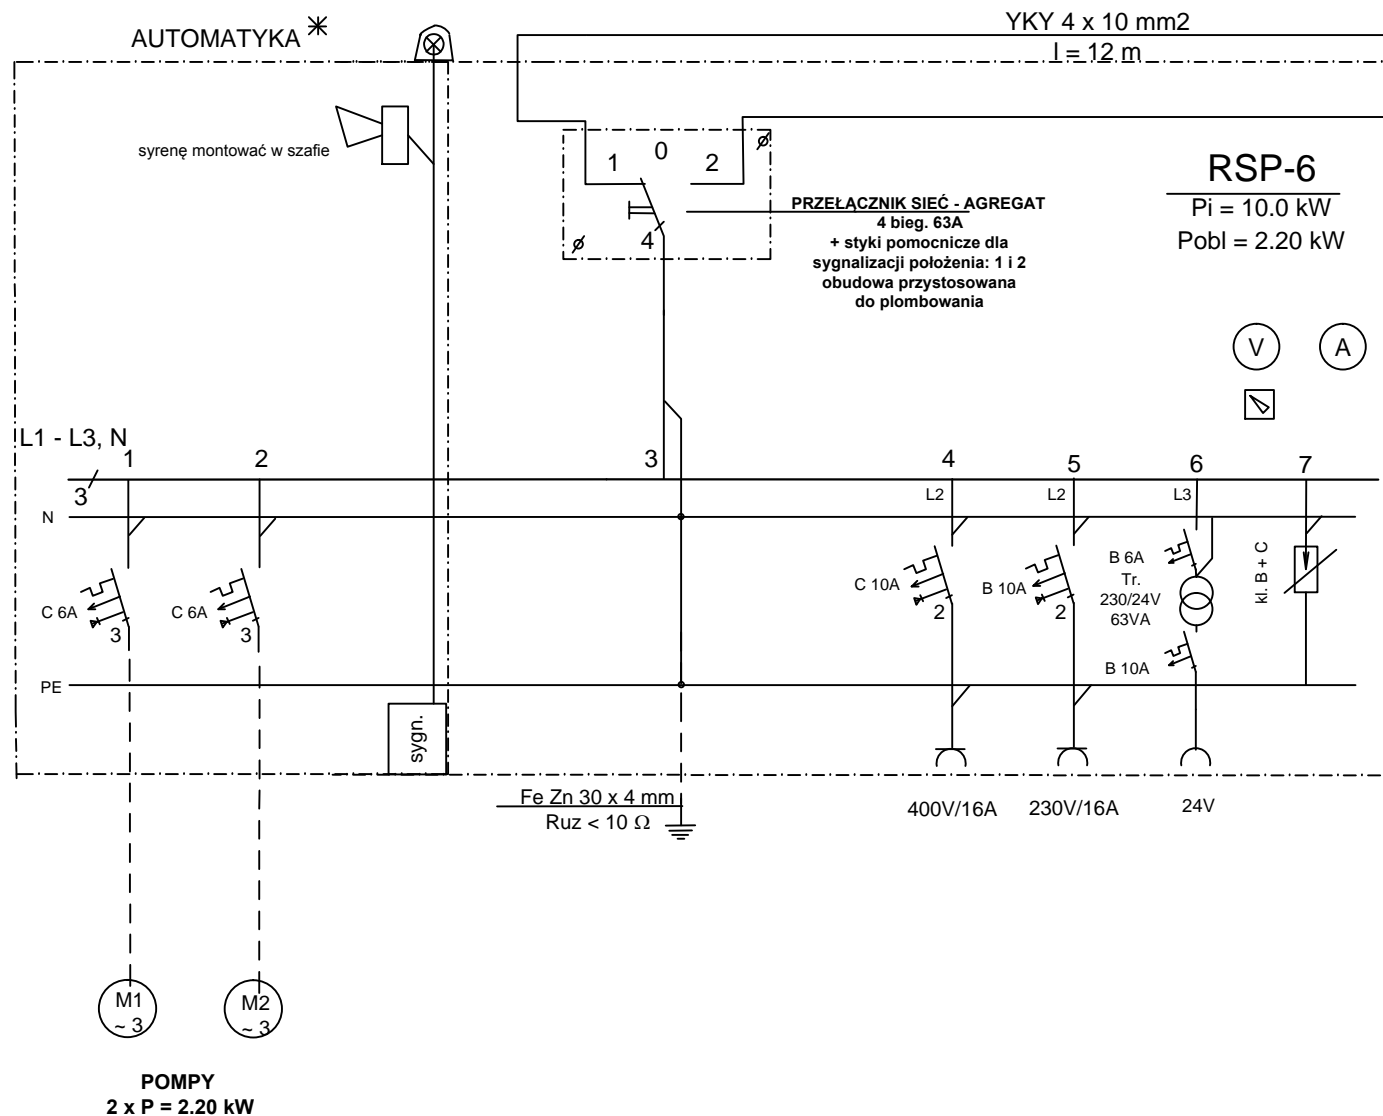 AUTOMATYKA *
YKY 4 x 10 mm2
l = 12 m
syrenę montować w szafie
1
0
2
4
PRZEŁĄCZNIK SIEĆ - AGREGAT
4 bieg. 63A
+ styki pomocnicze dla
sygnalizacji położenia: 1 i 2
obudowa przystosowana
do plombowania
RSP-6
Pi = 10.0 kW
Pobl = 2.20 kW
V
A
L1 - L3, N
3
1
2
3
4
5
6
7
L2
L2
L3
N
C 6A
3
C 6A
3
C 10A
2
B 10A
2
B 6A
Tr.
230/24V
63VA
B 10A
kl. B + C
PE
sygn.
Fe Zn 30 x 4 mm
Ruz < 10 Ω
400V/16A
230V/16A
24V
M1
~ 3
M2
~ 3
POMPY
2 x P = 2.20 kW